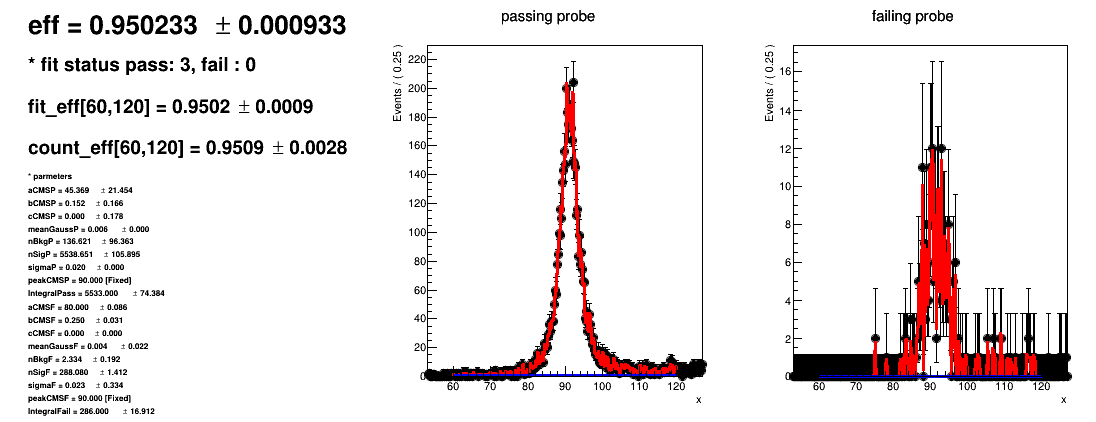 eff = 0.950233 ± 0.000933
* fit status pass: 3, fail : 0
fit_eff[60,120] = 0.9502 ± 0.0009
count_eff[60,120] = 0.9509 ± 0.0028
* parmeters
aCMSP = 45.369 ± 21.454
bCMSP = 0.152 ± 0.166
cCMSP = 0.000 ± 0.178
meanGaussP = 0.006 ± 0.000
nBkgP = 136.621 ± 96.363
nSigP = 5538.651 ± 105.895
sigmaP = 0.020 ± 0.000
peakCMSP = 90.000 [Fixed]
IntegralPass = 5533.000 ± 74.384
aCMSF = 80.000 ± 0.086
bCMSF = 0.250 ± 0.031
cCMSF = 0.000 ± 0.000
meanGaussF = 0.004 ± 0.022
nBkgF = 2.334 ± 0.192
nSigF = 288.080 ± 1.412
sigmaF = 0.023 ± 0.334
peakCMSF = 90.000 [Fixed]
IntegralFail = 286.000 ± 16.912
passing probe
Events / ( 0.25 )
220
200
180
160
140
120
100
80
60
40
20
0
60 70 80 90 100 110 120
x
failing probe
Events / ( 0.25 )
16
14
12
10
8
6
4
2
0
60 70 80 90 100 110 120
x